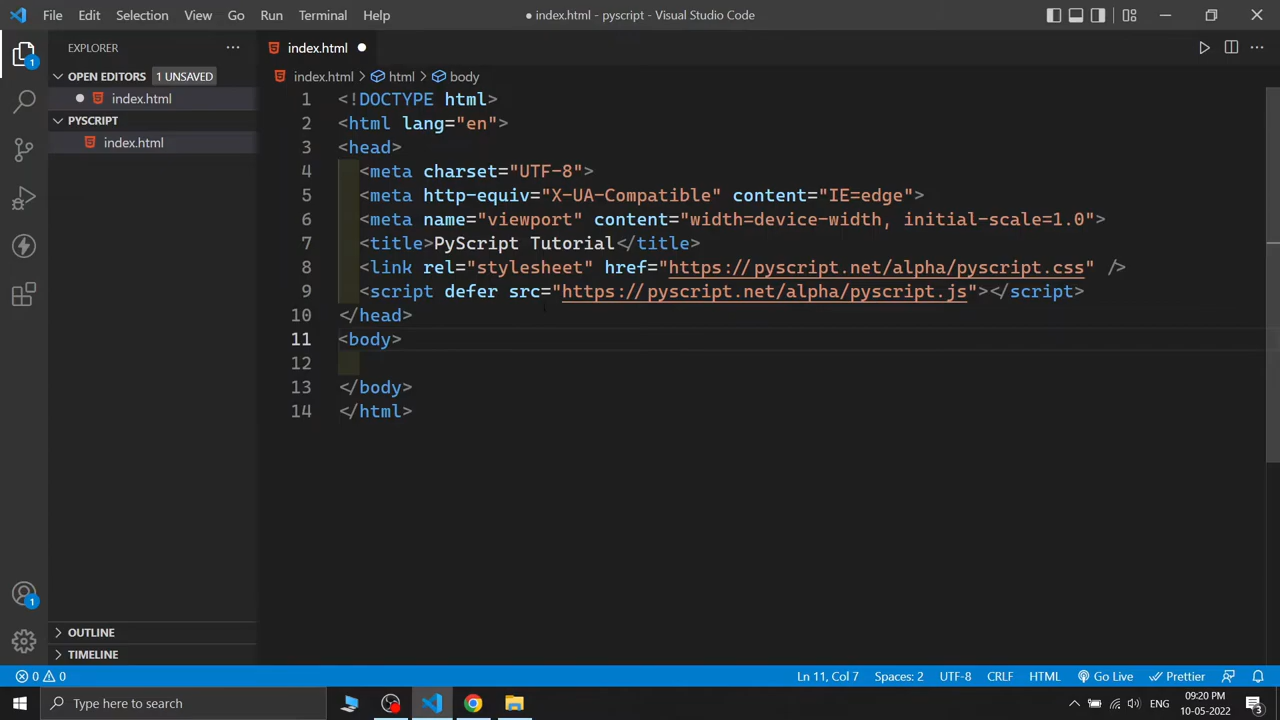 File Edit Selection View Go Run Terminal Help
● index.html - pyscript - Visual Studio Code
EXPLORER
index.html
OPEN EDITORS 1 UNSAVED
index.html > html > body
index.html
PYSCRIPT
index.html
1 <!DOCTYPE html>
2 <html lang="en">
3 <head>
4 <meta charset="UTF-8">
5 <meta http-equiv="X-UA-Compatible" content="IE=edge">
6 <meta name="viewport" content="width=device-width, initial-scale=1.0">
7 <title>PyScript Tutorial</title>
8 <link rel="stylesheet" href="https://pyscript.net/alpha/pyscript.css" />
9 <script defer src="https://pyscript.net/alpha/pyscript.js"></script>
10 </head>
11 <body>
12
13 </body>
14 </html>
1
1
OUTLINE
TIMELINE
0 0
Ln 11, Col 7 Spaces: 2 UTF-8 CRLF HTML Go Live Prettier
Type here to search
ENG
09:20 PM
10-05-2022
3